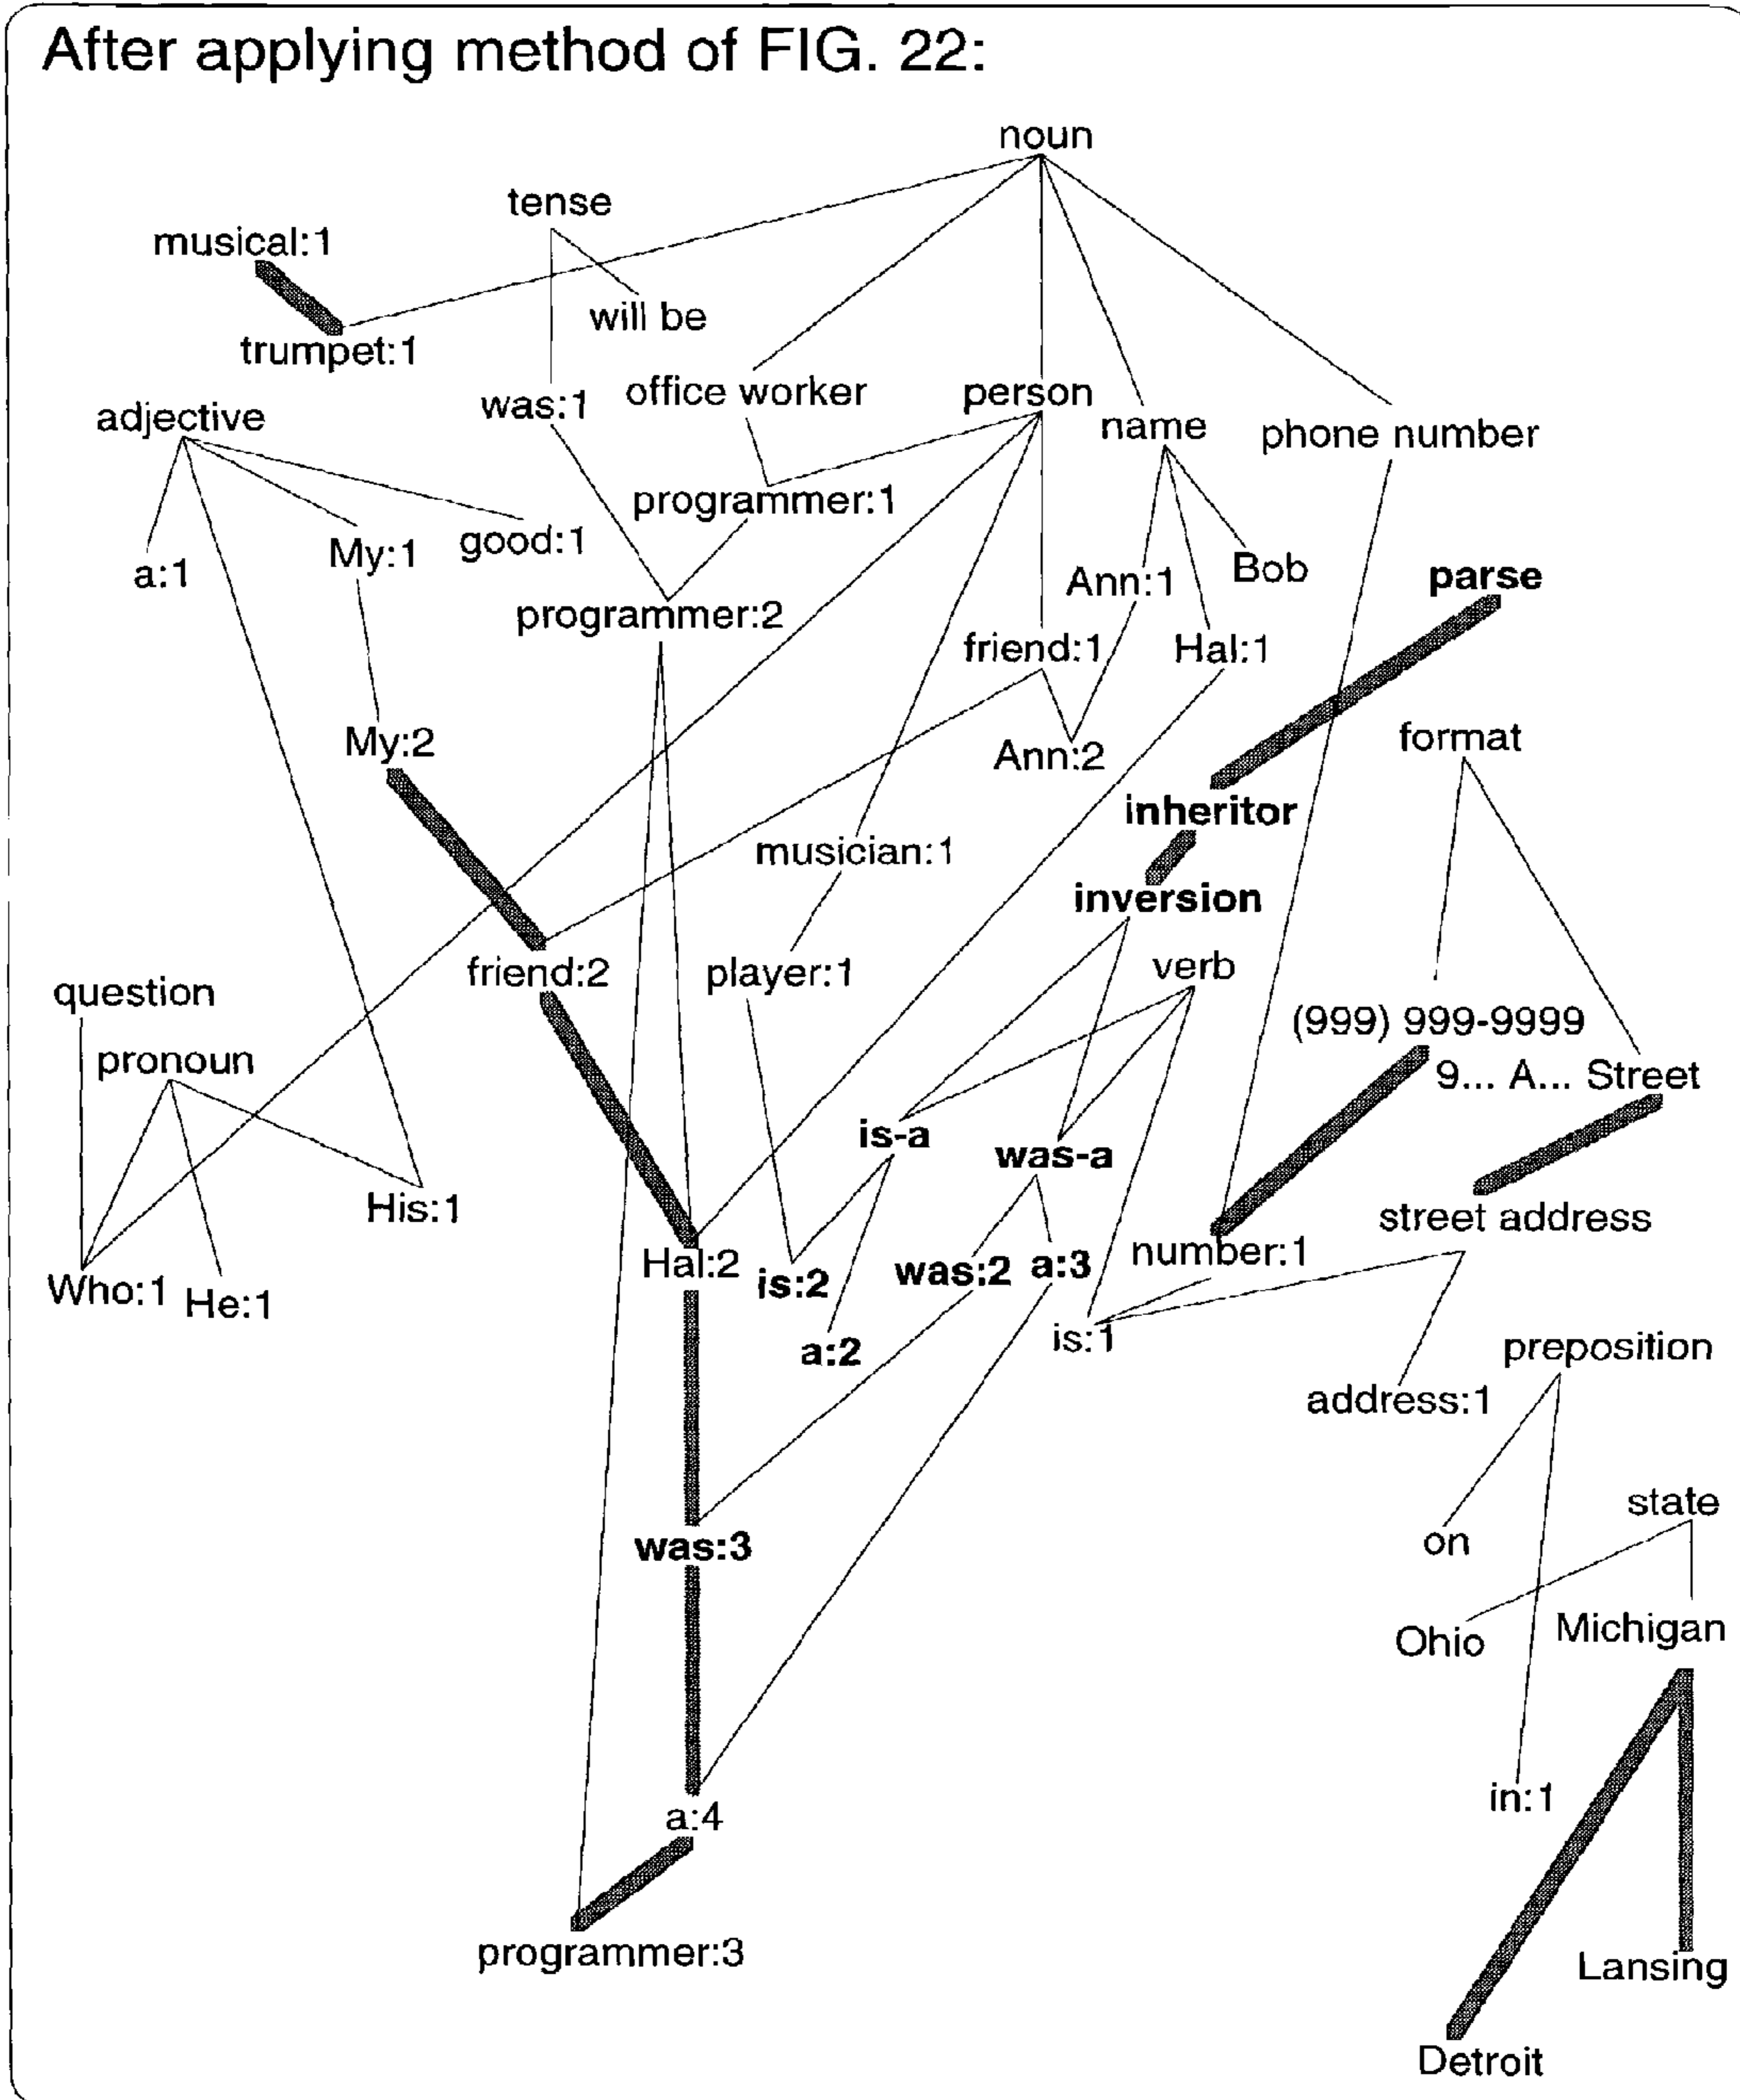 After applying method of FIG. 22:
noun
tense
musical:1
will be
trumpet:1
office worker
person
was:1
adjective
name
phone number
programmer:1
good:1
My:1
a:1
Bob
Ann:1
parse
programmer:2
friend:1
Hal:1
format
My:2
Ann:2
inheritor
musician:1
inversion
verb
friend:2
player:1
question
(999) 999-9999
pronoun
9... A... Street
is-a
was-a
His:1
street address
number:1
Hal:2
was:2
a:3
is:2
Who:1
He:1
is:1
a:2
preposition
address:1
state
on
was:3
Michigan
Ohio
in:1
a:4
programmer:3
Lansing
Detroit